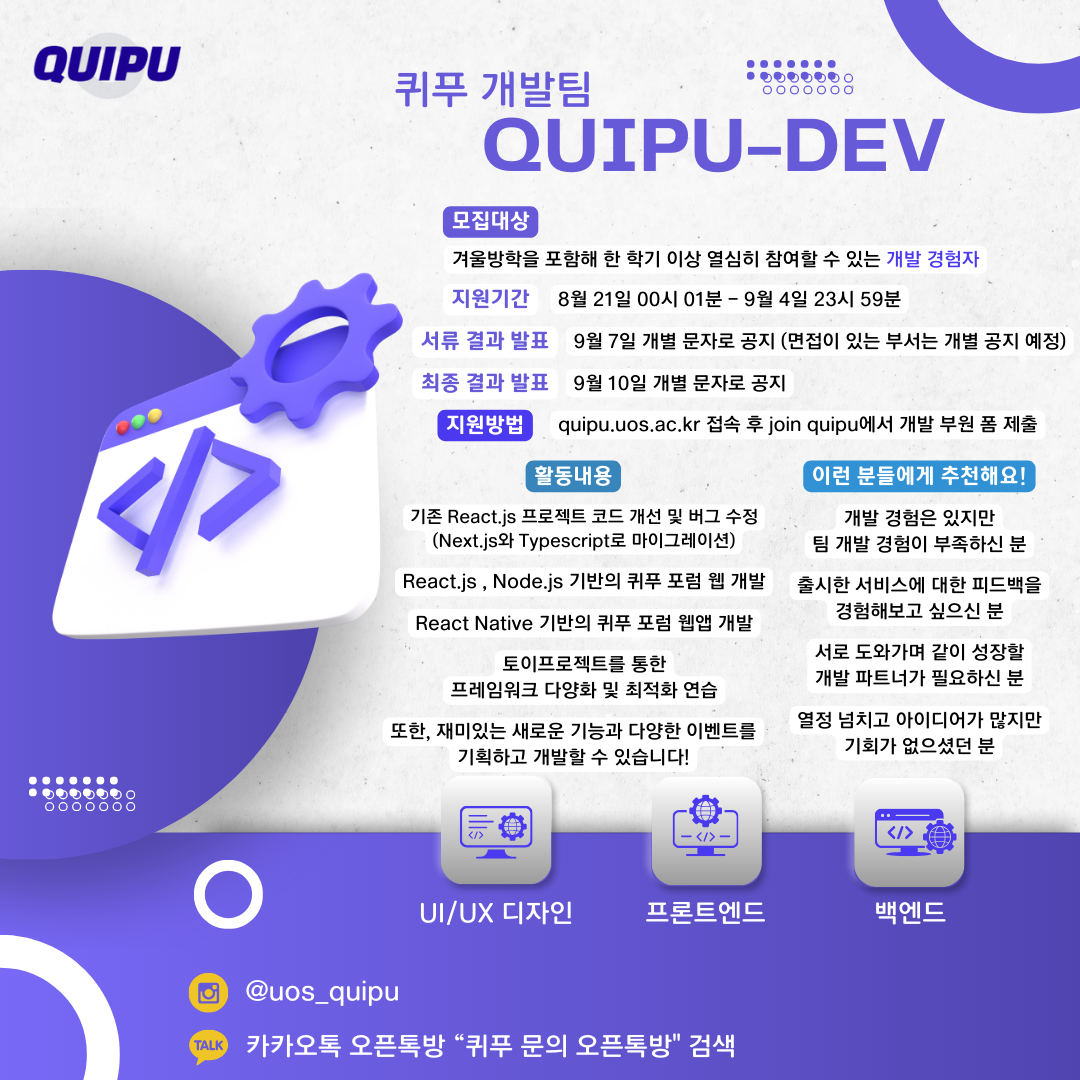 QUIPU
퀴푸 개발팀
QUIPU-DEV
모집대상
겨울방학을 포함해 한 학기 이상 열심히 참여할 수 있는 개발 경험자
지원기간 8월 21일 00시 01분 - 9월 4일 23시 59분
서류 결과 발표 9월 7일 개별 문자로 공지 (면접이 있는 부서는 개별 공지 예정)
최종 결과 발표 9월 10일 개별 문자로 공지
지원방법 quipu.uos.ac.kr 접속 후 join quipu에서 개발 부원 폼 제출
활동내용
기존 React.js 프로젝트 코드 개선 및 버그 수정
(Next.js와 Typescript로 마이그레이션)
React.js , Node.js 기반의 퀴푸 포럼 웹 개발
React Native 기반의 퀴푸 포럼 웹앱 개발
토이프로젝트를 통한
프레임워크 다양화 및 최적화 연습
또한, 재미있는 새로운 기능과 다양한 이벤트를
기획하고 개발할 수 있습니다!
이런 분들에게 추천해요!
개발 경험은 있지만
팀 개발 경험이 부족하신 분
출시한 서비스에 대한 피드백을
경험해보고 싶으신 분
서로 도와가며 같이 성장할
개발 파트너가 필요하신 분
열정 넘치고 아이디어가 많지만
기회가 없으셨던 분
UI/UX 디자인
프론트엔드
백엔드
@uos_quipu
TALK 카카오톡 오픈톡방 “퀴푸 문의 오픈톡방" 검색